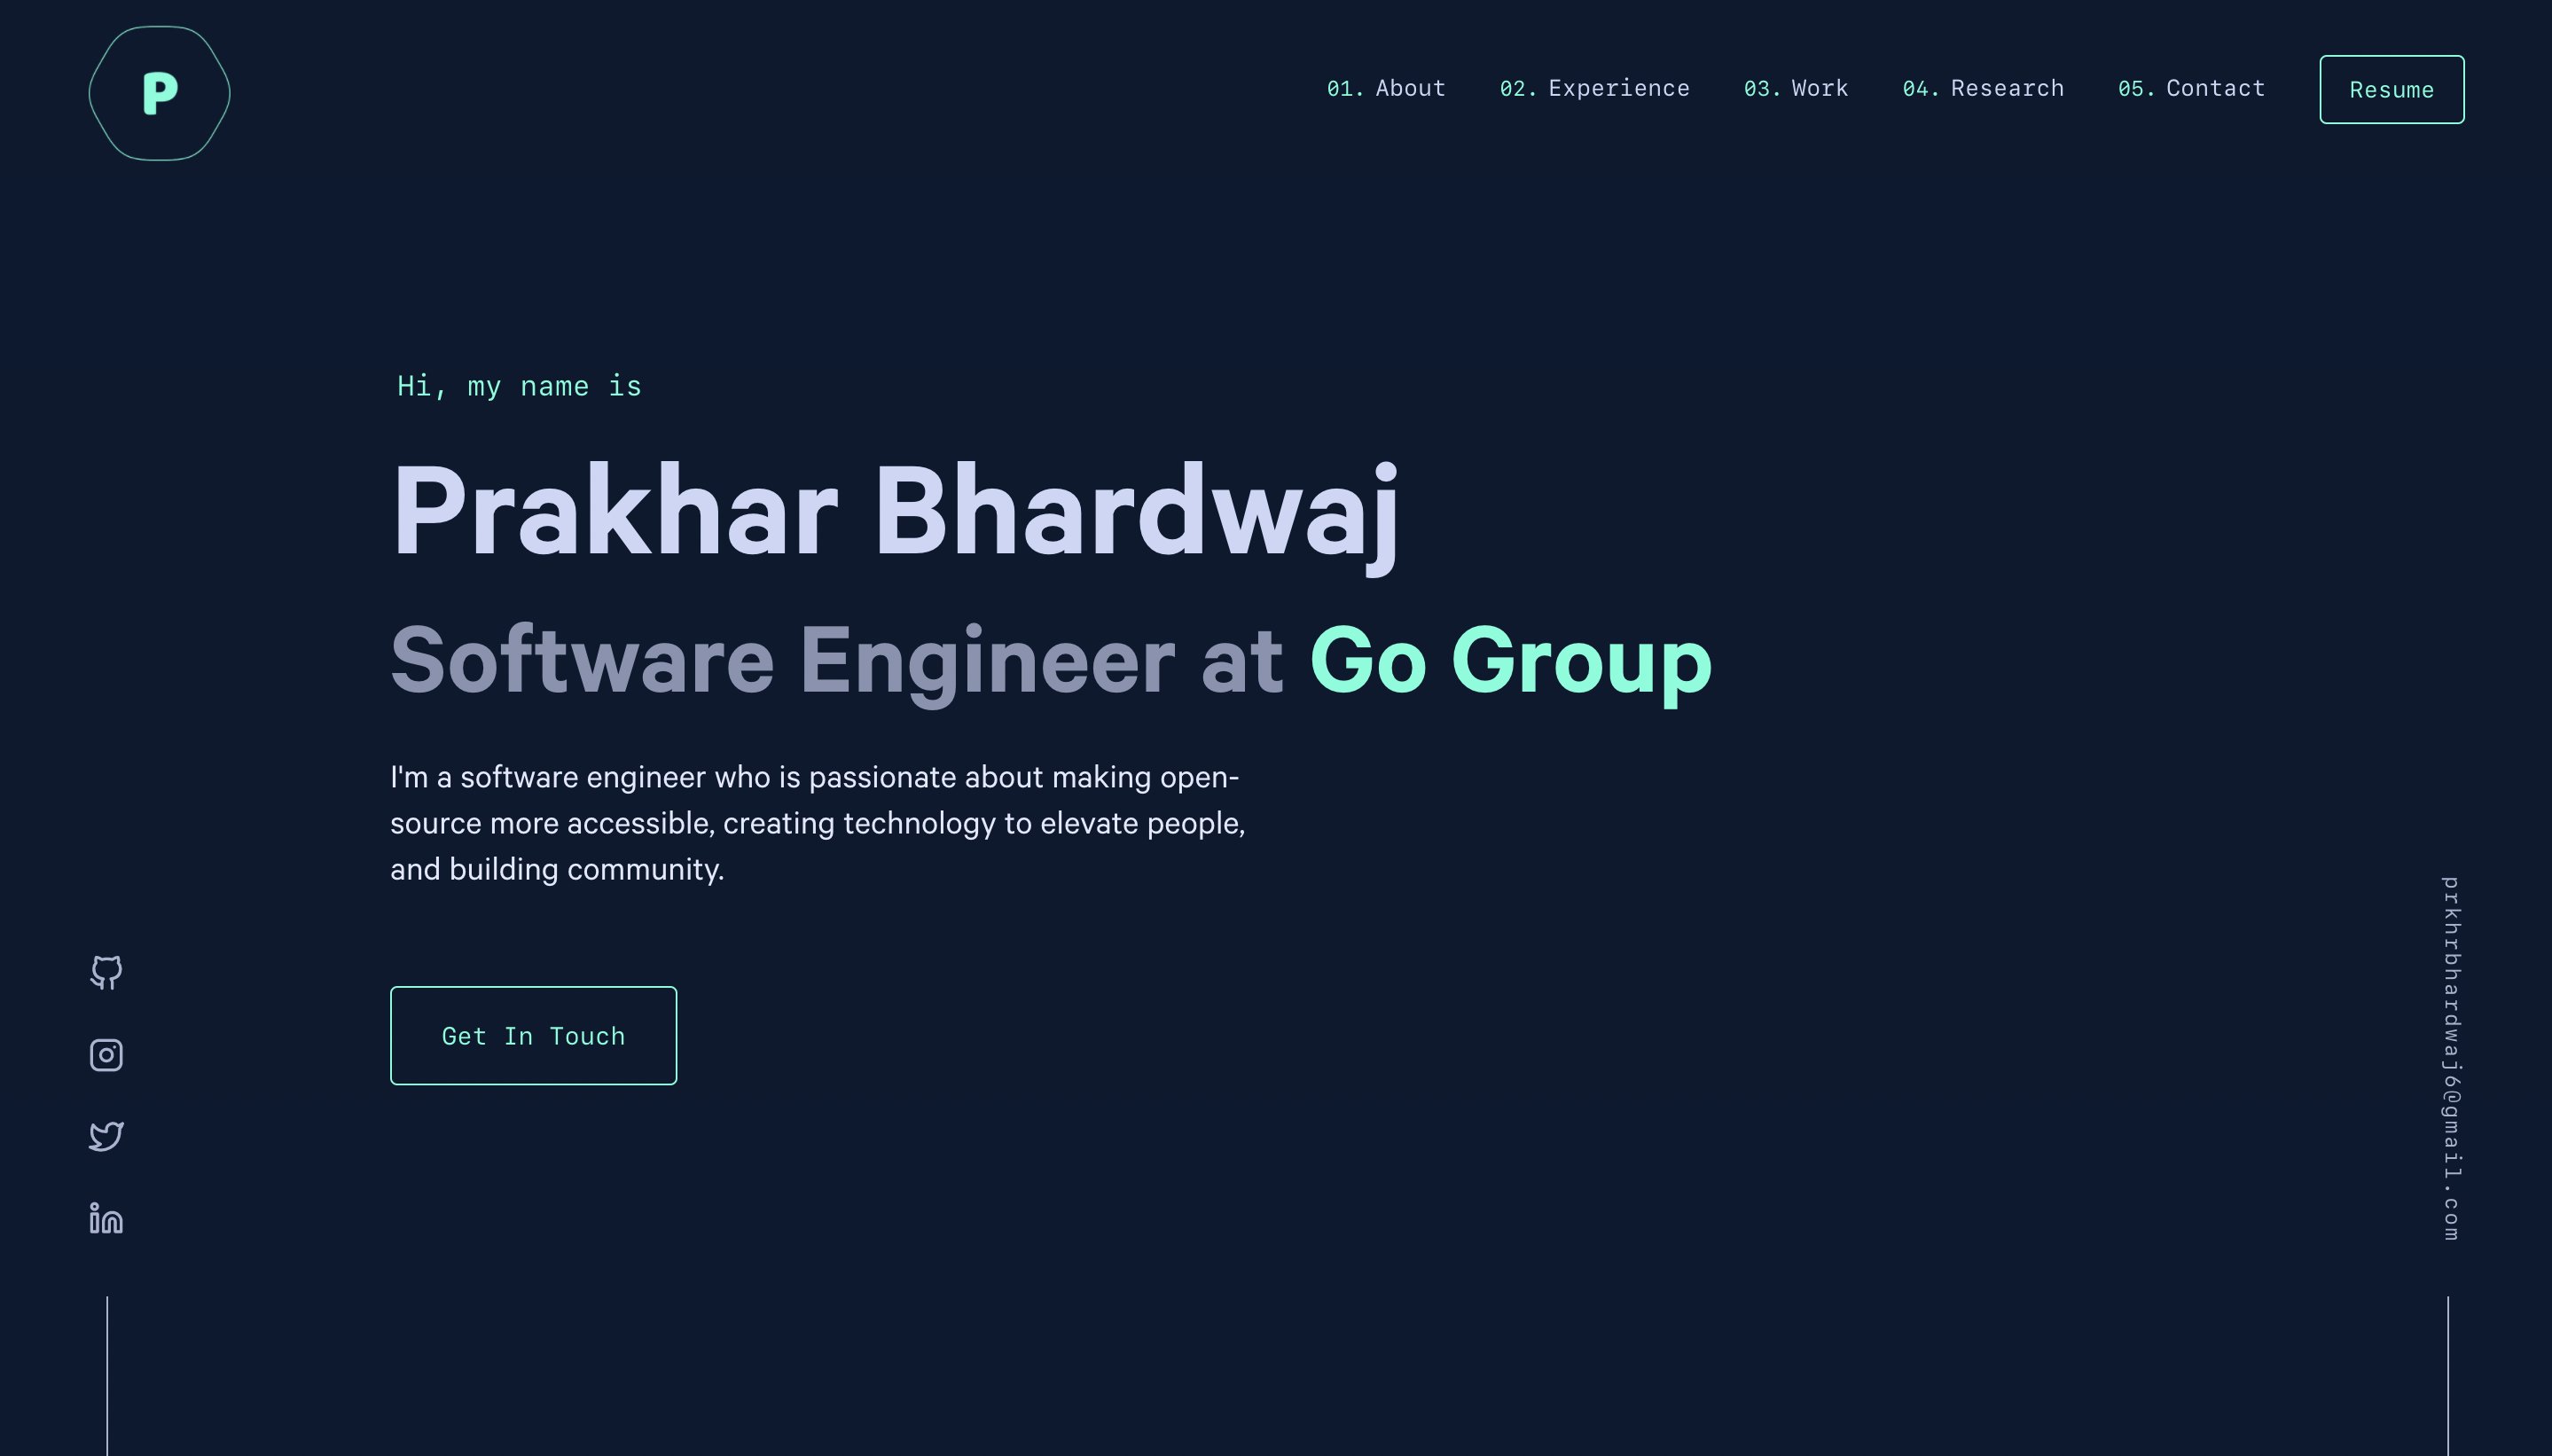 P
01. About 02. Experience 03. Work 04. Research 05. Contact Resume
Hi, my name is
Prakhar Bhardwaj
Software Engineer at Go Group
I'm a software engineer who is passionate about making open-
source more accessible, creating technology to elevate people,
and building community.
Get In Touch
in
prkhrbhardwaj6@gmail.com